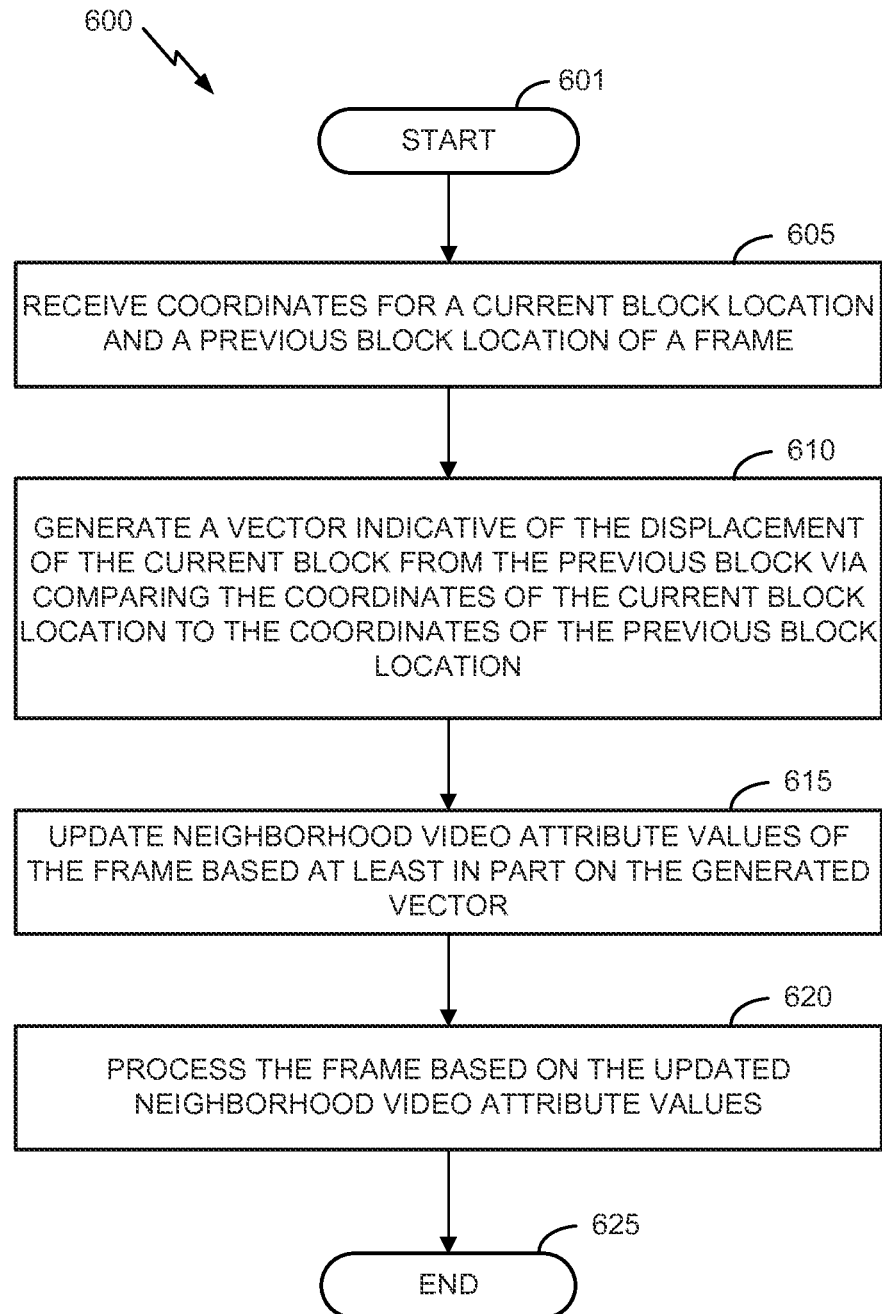 600
601
START
605
RECEIVE COORDINATES FOR A CURRENT BLOCK LOCATION
AND A PREVIOUS BLOCK LOCATION OF A FRAME
610
GENERATE A VECTOR INDICATIVE OF THE DISPLACEMENT
OF THE CURRENT BLOCK FROM THE PREVIOUS BLOCK VIA
COMPARING THE COORDINATES OF THE CURRENT BLOCK
LOCATION TO THE COORDINATES OF THE PREVIOUS BLOCK
LOCATION
615
UPDATE NEIGHBORHOOD VIDEO ATTRIBUTE VALUES OF
THE FRAME BASED AT LEAST IN PART ON THE GENERATED
VECTOR
620
PROCESS THE FRAME BASED ON THE UPDATED
NEIGHBORHOOD VIDEO ATTRIBUTE VALUES
625
END